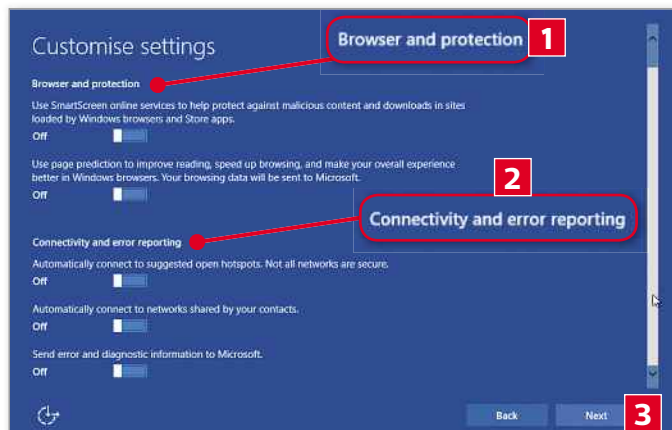 Customise settings
Browser and protection 1
Browser and protection
Use SmartScreen online services to help protect against malicious content and downloads in sites
loaded by Windows browsers and Store apps.
Off
Use page prediction to improve reading, speed up browsing, and make your overall experience
better in Windows browsers. Your browsing data will be sent to Microsoft.
Off
2
Connectivity and error reporting
Connectivity and error reporting
Automatically connect to suggested open hotspots. Not all networks are secure.
Off
Automatically connect to networks shared by your contacts.
Off
Send error and diagnostic information to Microsoft.
Off
Back Next 3